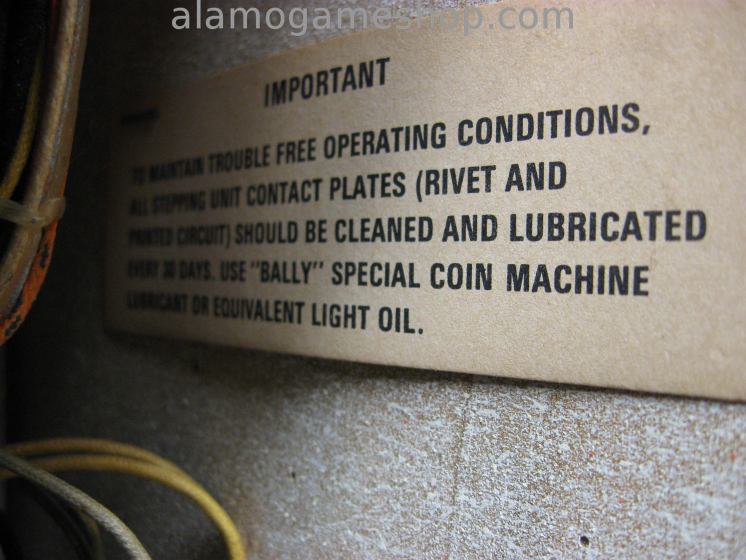 alamogameshop.com
IMPORTANT
TO MAINTAIN TROUBLE FREE OPERATING CONDITIONS,
ALL STEPPING UNIT CONTACT PLATES (RIVET AND
PRINTED CIRCUIT) SHOULD BE CLEANED AND LUBRICATED
EVERY 30 DAYS. USE "BALLY" SPECIAL COIN MACHINE
LUBRICANT OR EQUIVALENT LIGHT OIL.